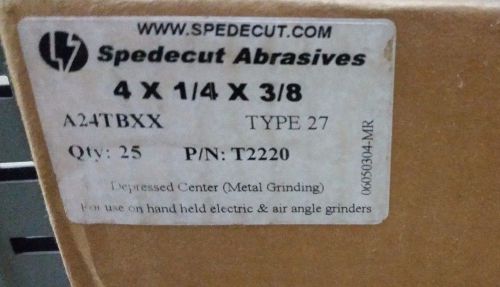 WWW.SPEDECUT.COM
Spedecut Abrasives
4 X 1/4 X 3/8
A24TBXX TYPE 27
Qty: 25 P/N: T2220
Depressed Center (Metal Grinding)
For use on hand held electric & air angle grinders
06050304-MR